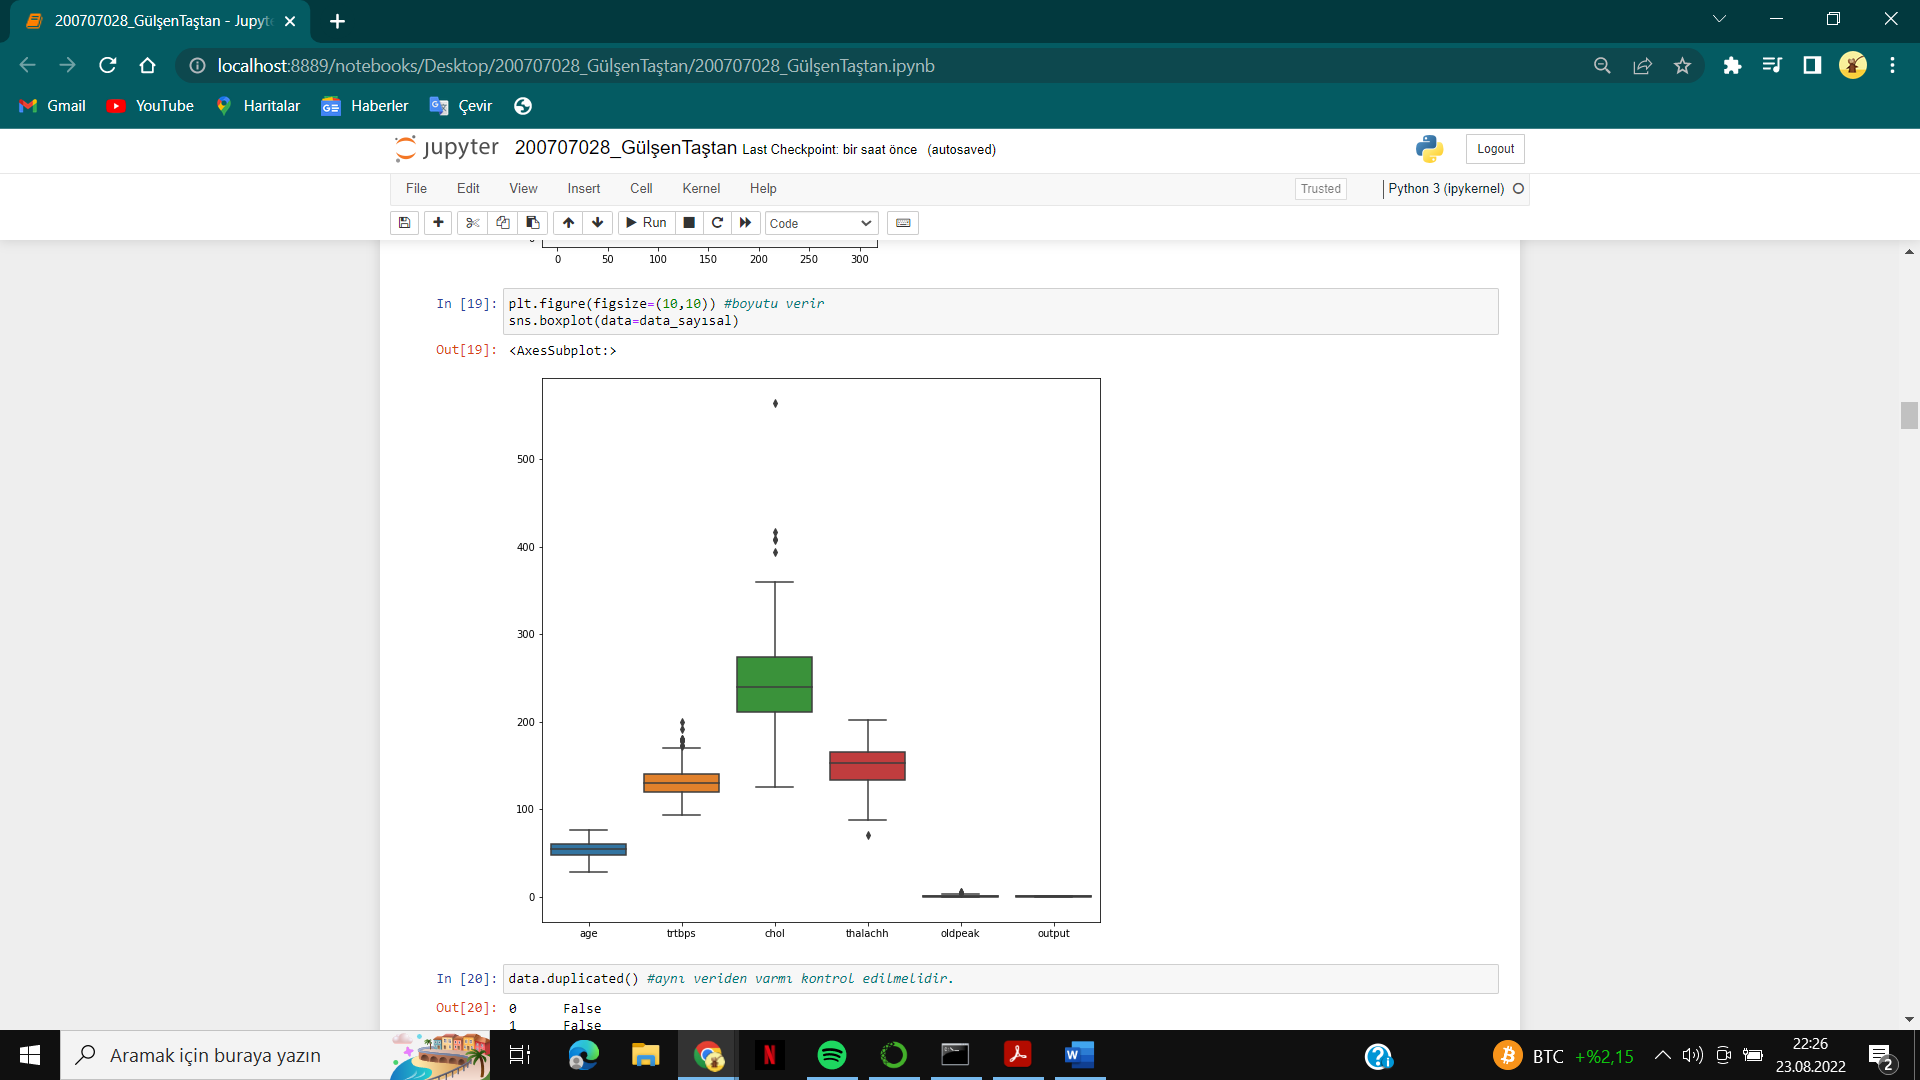 200707028_GülşenTaştan - Jupyt
localhost:8889/notebooks/Desktop/200707028_GülşenTaştan/200707028_GülşenTaştan.ipynb
Gmail YouTube Haritalar Haberler Çevir
jupyter 200707028_GülşenTaştan Last Checkpoint: bir saat önce (autosaved) Logout
File Edit View Insert Cell Kernel Help Trusted Python 3 (ipykernel)
Run Code
0 50 100 150 200 250 300
In [19]: plt.figure(figsize=(10,10)) #boyutu verir
sns.boxplot(data=data_sayısal)
Out[19]: <AxesSubplot:>
500
400
300
200
100
0
age trtbps chol thalachh oldpeak output
In [20]: data.duplicated() #aynı veriden varmı kontrol edilmelidir.
Out[20]: 0 False
1 False
Aramak için buraya yazın BTC +%2,15 22:26
23.08.2022 2